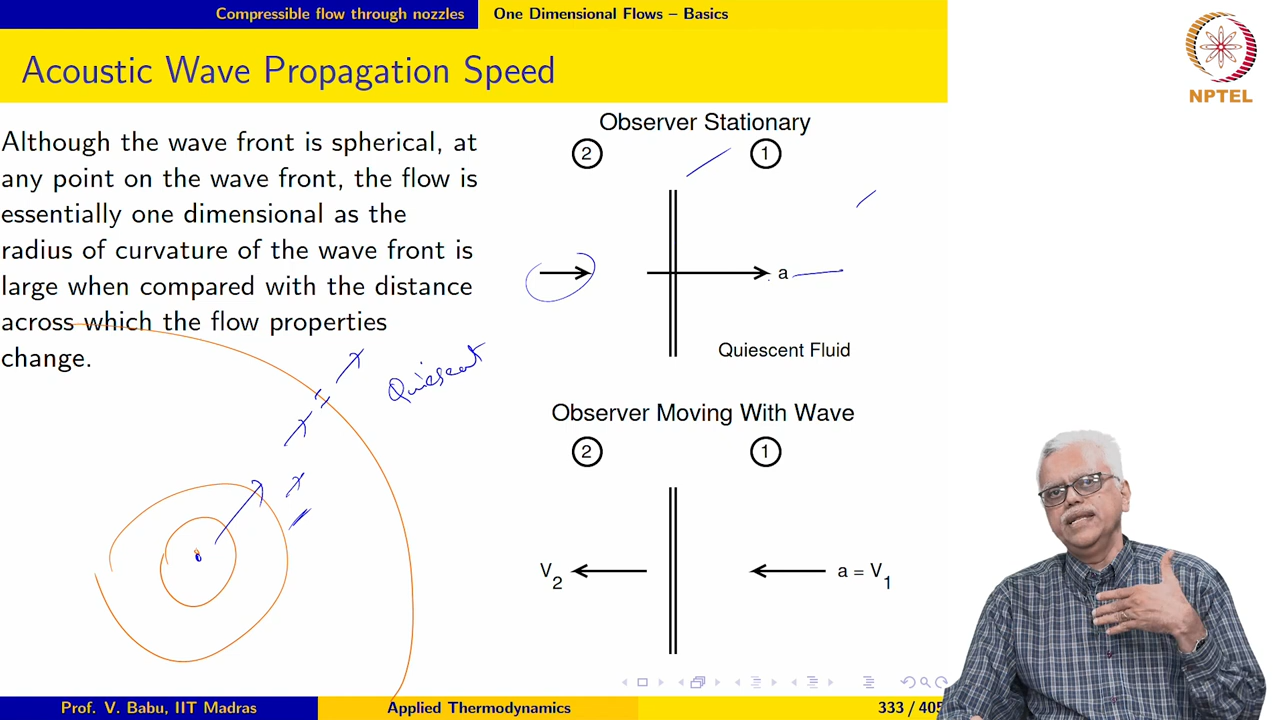 Compressible flow through nozzles One Dimensional Flows – Basics
Acoustic Wave Propagation Speed
NPTEL
Although the wave front is spherical, at
any point on the wave front, the flow is
essentially one dimensional as the
radius of curvature of the wave front is
large when compared with the distance
across which the flow properties
change.
Quiescent
Observer Stationary
2 1
a
Quiescent Fluid
Observer Moving With Wave
2 1
V2 a = V1
Prof. V. Babu, IIT Madras Applied Thermodynamics 333 / 405